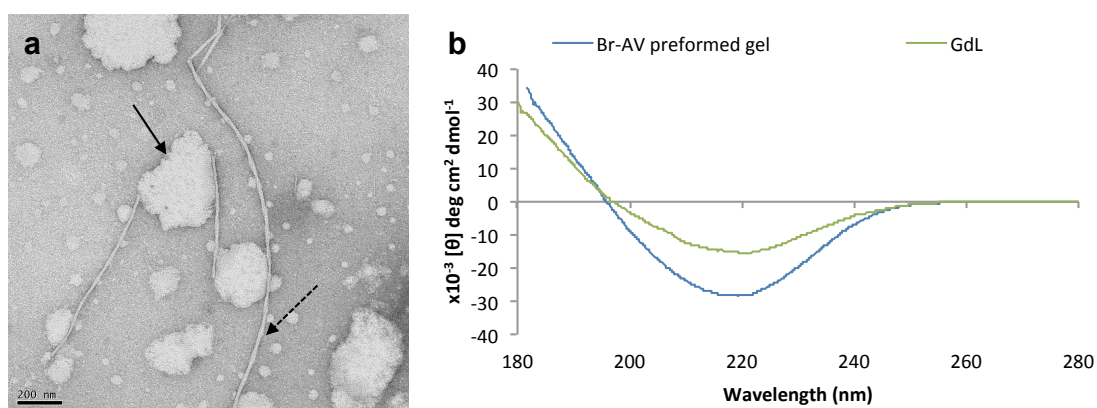 a
200 nm
b
Br-AV preformed gel
GdL
x10⁻³ [θ] deg cm² dmol⁻¹
40
30
20
10
0
-10
-20
-30
-40
180
200
220
240
260
280
Wavelength (nm)